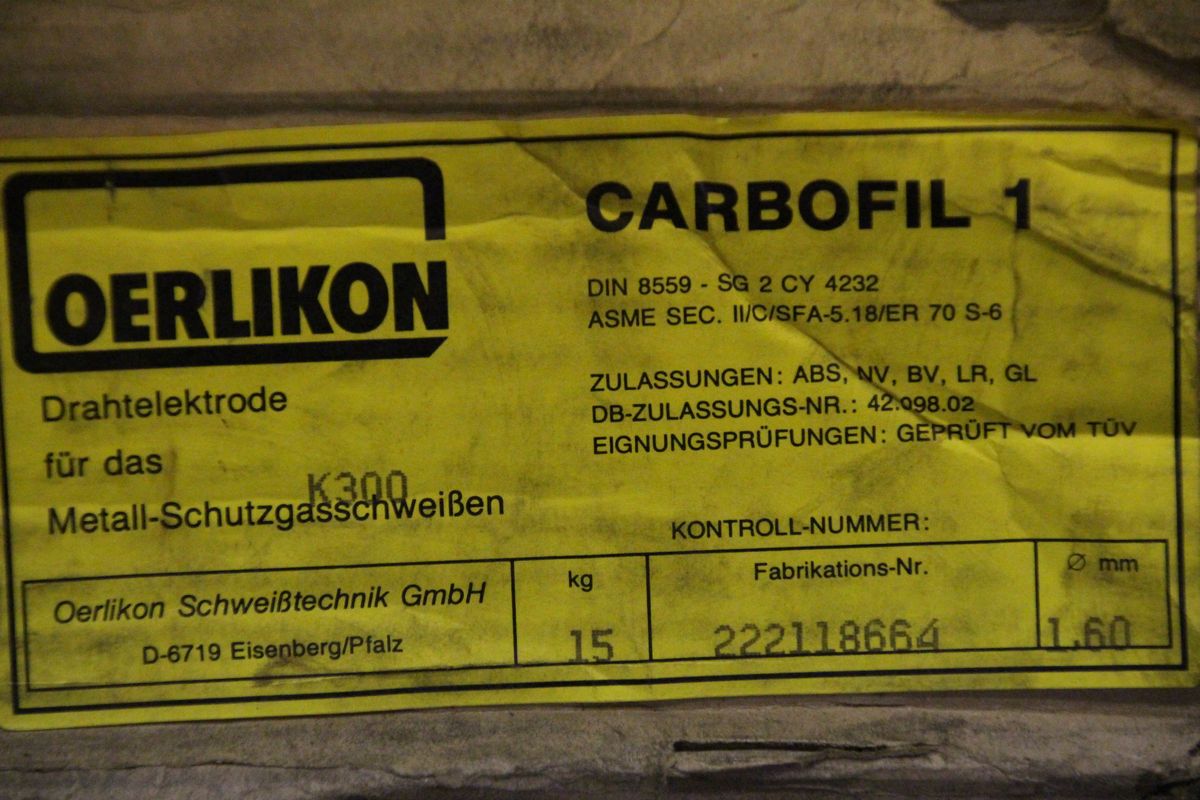 OERLIKON
Drahtelektrode
für das
K300
Metall-Schutzgasschweißen
CARBOFIL 1
DIN 8559 - SG 2 CY 4232
ASME SEC. II/C/SFA-5.18/ER 70 S-6
ZULASSUNGEN: ABS, NV, BV, LR, GL
DB-ZULASSUNGS-NR.: 42.098.02
EIGNUNGSPRÜFUNGEN: GEPRÜFT VOM TÜV
KONTROLL-NUMMER:
Oerlikon Schweißtechnik GmbH
D-6719 Eisenberg/Pfalz
kg
15
Fabrikations-Nr.
222118664
Ø mm
1.60